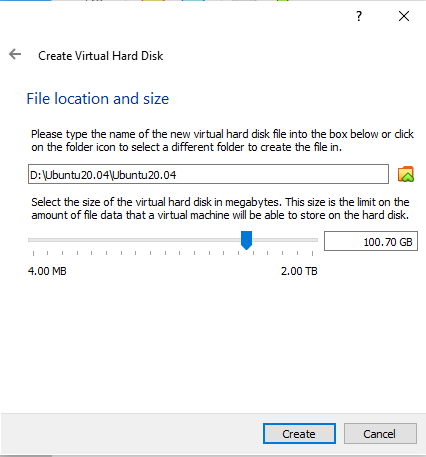 ?
Create Virtual Hard Disk
File location and size
Please type the name of the new virtual hard disk file into the box below or click
on the folder icon to select a different folder to create the file in.
D:\Ubuntu20.04\Ubuntu20.04
Select the size of the virtual hard disk in megabytes. This size is the limit on the
amount of file data that a virtual machine will be able to store on the hard disk.
100.70 GB
4.00 MB 2.00 TB
Create Cancel